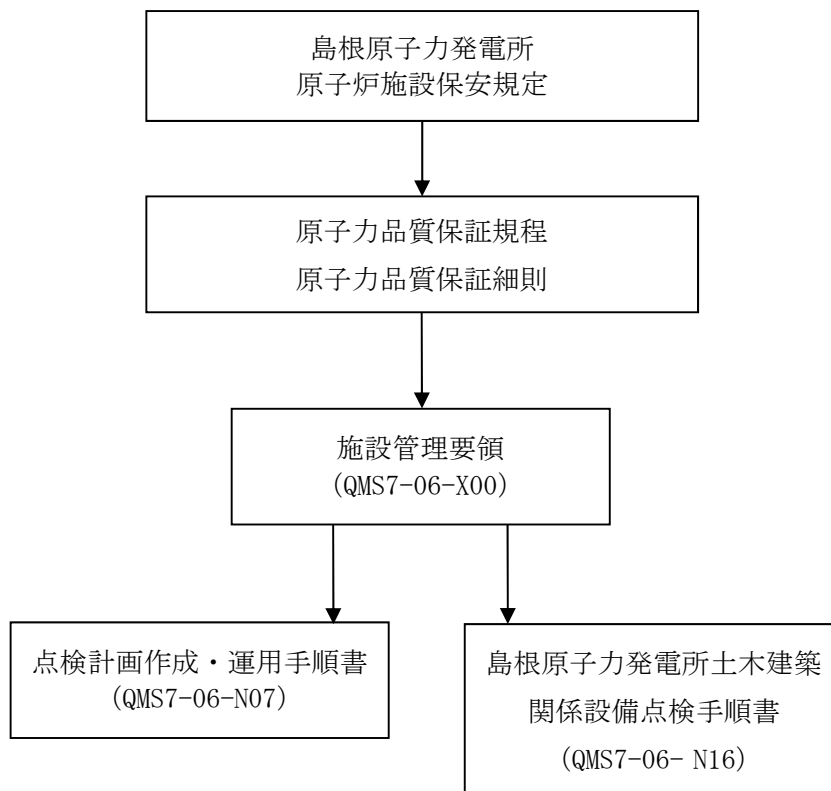 島根原子力発電所
原子炉施設保安規定
原子力品質保証規程
原子力品質保証細則
施設管理要領
(QMS7-06-X00)
点検計画作成・運用手順書
(QMS7-06-N07)
島根原子力発電所土木建築
関係設備点検手順書
(QMS7-06- N16)